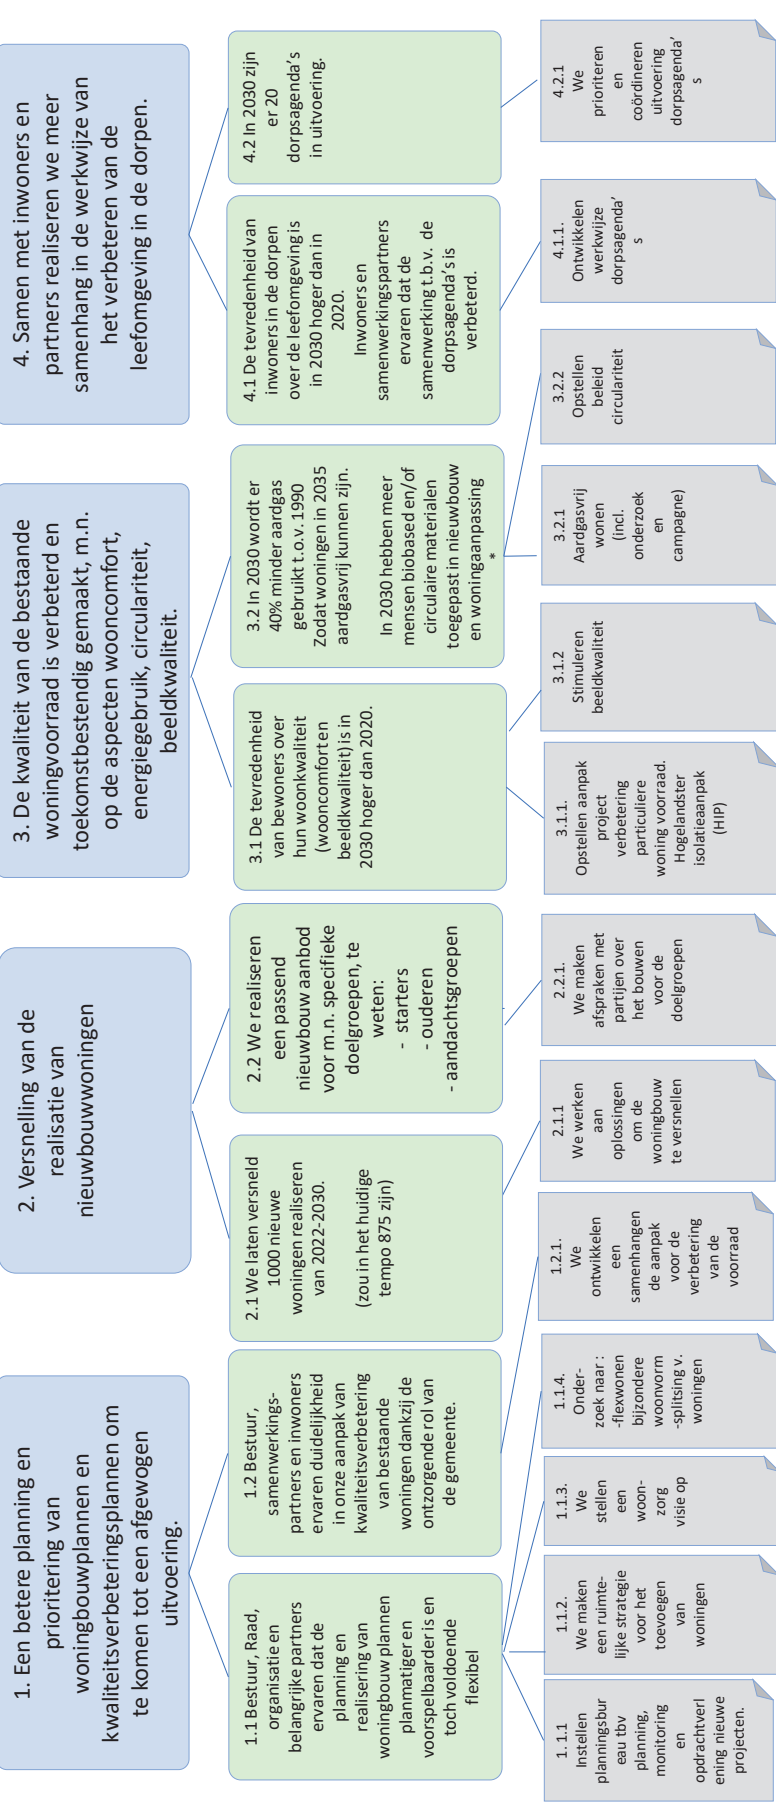 1. Een betere planning en
prioritering van
woningbouwplannen en
kwaliteitsverbeteringsplannen om
te komen tot een afgewogen
uitvoering.
2. Versnelling van de
realisatie van
nieuwbouwwoningen
3. De kwaliteit van de bestaande
woningvoorraad is verbeterd en
toekomstbestendig gemaakt, m.n.
op de aspecten wooncomfort,
energiegebruik, circulariteit,
beeldkwaliteit.
4. Samen met inwoners en
partners realiseren we meer
samenhang in de werkwijze van
het verbeteren van de
leefomgeving in de dorpen.
1.1 Bestuur, Raad,
organisatie en
belangrijke partners
ervaren dat de
planning en
realisering van
woningbouw plannen
planmatiger en
voorspelbaarder is en
toch voldoende
flexibel
1.2 Bestuur,
samenwerkings-
partners en inwoners
ervaren duidelijkheid
in onze aanpak van
kwaliteitsverbetering
van bestaande
woningen dankzij de
ontzorgende rol van
de gemeente.
2.1 We laten versneld
1000 nieuwe
woningen realiseren
van 2022-2030.
(zou in het huidige
tempo 875 zijn)
2.2 We realiseren
een passend
nieuwbouw aanbod
voor m.n. specifieke
doelgroepen, te
weten:
- starters
- ouderen
- aandachtsgroepen
3.1 De tevredenheid
van bewoners over
hun woonkwaliteit
(wooncomfort en
beeldkwaliteit) is in
2030 hoger dan 2020.
3.2 In 2030 wordt er
40% minder aardgas
gebruikt t.o.v. 1990
Zodat woningen in 2035
aardgasvrij kunnen zijn.
In 2030 hebben meer
mensen biobased en/of
circulaire materialen
toegepast in nieuwbouw
en woningaanpassing
*
4.1 De tevredenheid van
inwoners in de dorpen
over de leefomgeving is
in 2030 hoger dan in
2020.
Inwoners en
samenwerkingspartners
ervaren dat de
samenwerking t.b.v. de
dorpsagenda's is
verbeterd.
4.2 In 2030 zijn
er 20
dorpsagenda's
in uitvoering.
1. 1.1
Instellen
planningsbur
eau tbv
planning,
monitoring
en
opdrachtverl
ening nieuwe
projecten.
1.1.2.
We maken
een ruimte-
lijke strategie
voor het
toevoegen
van
woningen
1.1.3.
We
stellen
een
woon-
zorg
visie op
1.1.4.
Onder-
zoek naar :
-flexwonen
bijzondere
woonvorm
-splitsing v.
woningen
1.2.1.
We
ontwikkelen
een
samenhangen
de aanpak
voor de
verbetering
van de
voorraad
2.1.1
We werken
aan
oplossingen
om de
woningbouw
te versnellen
2.2.1.
We maken
afspraken met
partijen over
het bouwen
voor de
doelgroepen
3.1.1.
Opstellen aanpak
project
verbetering
particuliere
woning voorraad.
Hogelandster
isolatieaanpak
(HIP)
3.1.2
Stimuleren
beeldkwaliteit
3.2.1
Aardgasvrij
wonen
(incl.
onderzoek
en
campagne)
3.2.2
Opstellen
beleid
circulariteit
4.1.1.
Ontwikkelen
werkwijze
dorpsagenda'
s
4.2.1
We
prioriteren
en
coördineren
uitvoering
dorpsagenda'
s